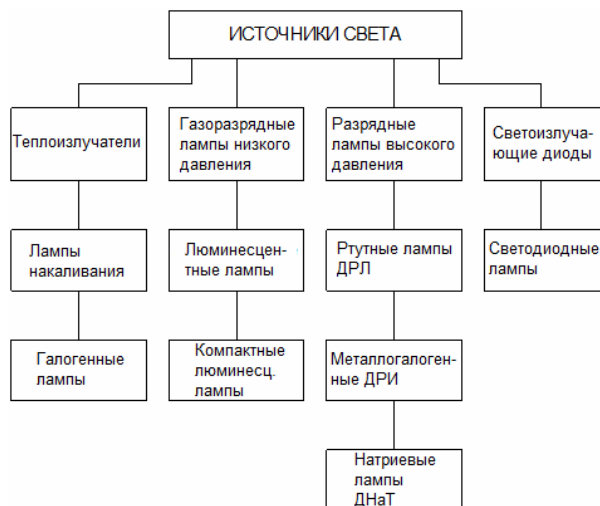 ИСТОЧНИКИ СВЕТА
Теплоизлучатели
Газоразрядные
лампы низкого
давления
Разрядные
лампы высокого
давления
Светоизлуча-
ющие диоды
Лампы
накаливания
Люминесцен-
тные лампы
Ртутные лампы
ДРЛ
Светодиодные
лампы
Галогенные
лампы
Компактные
люминесц.
лампы
Металлогалоген-
ные ДРИ
Натриевые
лампы
ДНаТ